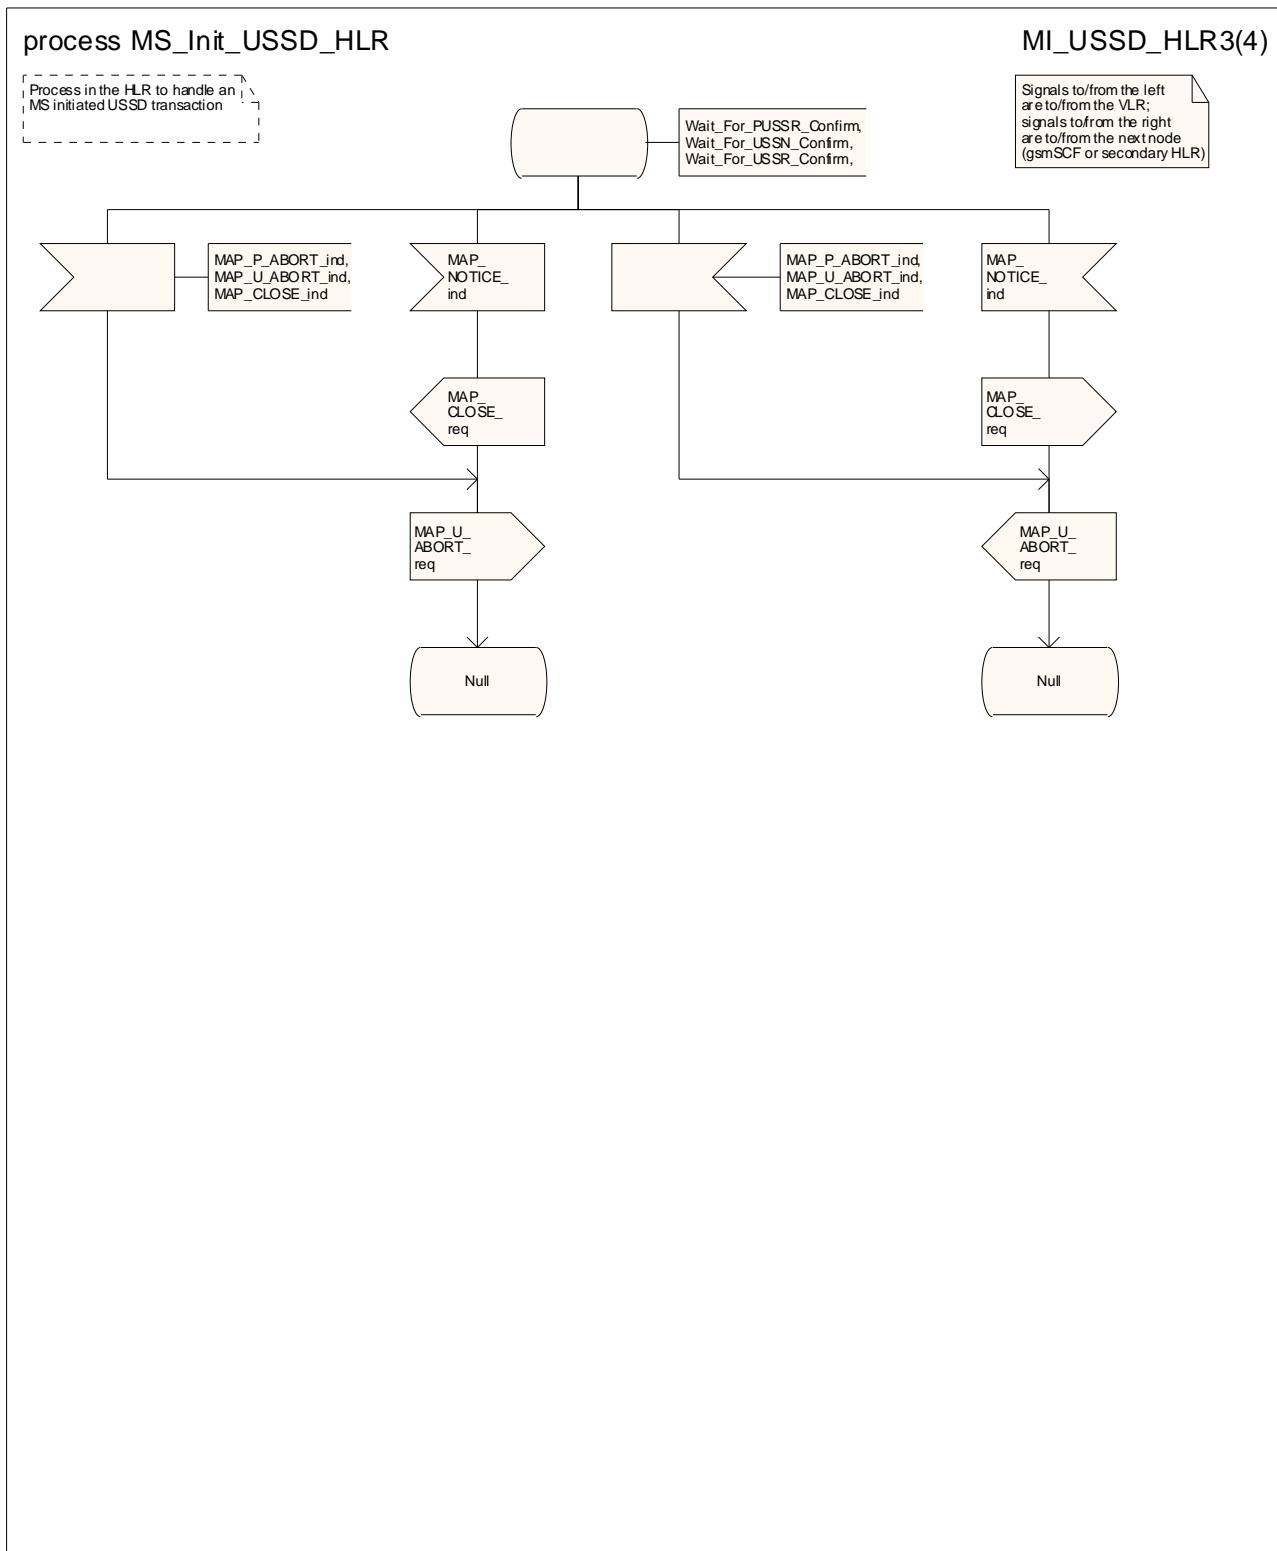 process MS_Init_USSD_HLR
MI_USSD_HLR3(4)
Process in the HLR to handle an
MS initiated USSD transaction
Signals to/from the left
are to/from the VLR;
signals to/from the right
are to/from the next node
(gsmSCF or secondary HLR)
Wait_For_PUSSR_Confirm,
Wait_For_USSN_Confirm,
Wait_For_USSR_Confirm,
MAP_P_ABORT_ind,
MAP_U_ABORT_ind,
MAP_CLOSE_ind
MAP_
NOTICE_
ind
MAP_P_ABORT_ind,
MAP_U_ABORT_ind,
MAP_CLOSE_ind
MAP_
NOTICE_
ind
MAP_
CLOSE_
req
MAP_
CLOSE_
req
MAP_U_
ABORT_
req
MAP_U_
ABORT_
req
Null
Null